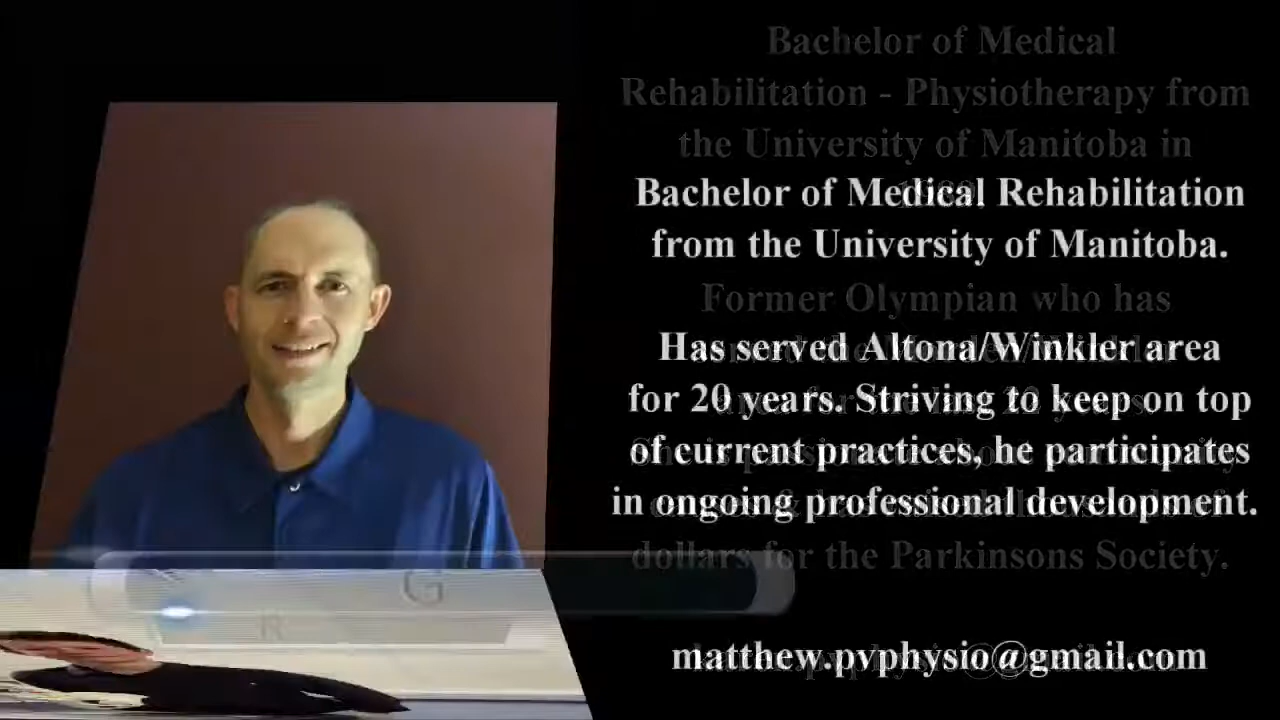 Bachelor of Medical
Rehabilitation - Physiotherapy from
the University of Manitoba in
Bachelor of Medical Rehabilitation
from the University of Manitoba.
Former Olympian who has
Has served Altona/Winkler area
for 20 years. Striving to keep on top
of current practices, he participates
in ongoing professional development.
dollars for the Parkinsons Society.
G
R
matthew.pvphysio@gmail.com